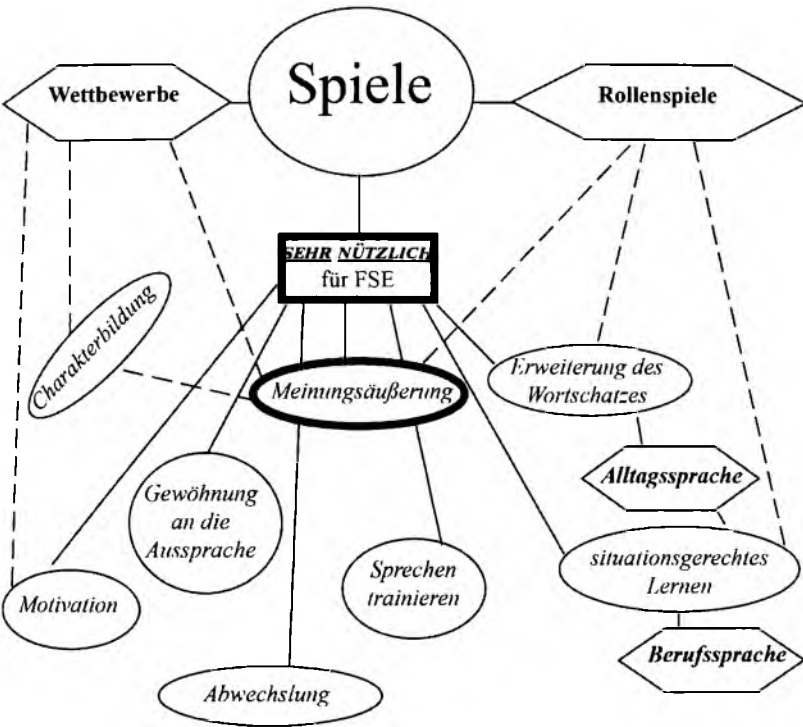 Spiele
Wettbewerbe
Rollenspiele
SEHR NÜTZLICH
für FSE
Charakterbildung
Meinungsäußerung
Erweiterung des
Wortschatzes
Alltagssprache
Gewöhnung
an die
Aussprache
situationsgerechtes
Lernen
Sprechen
trainieren
Motivation
Berufssprache
Abwechslung